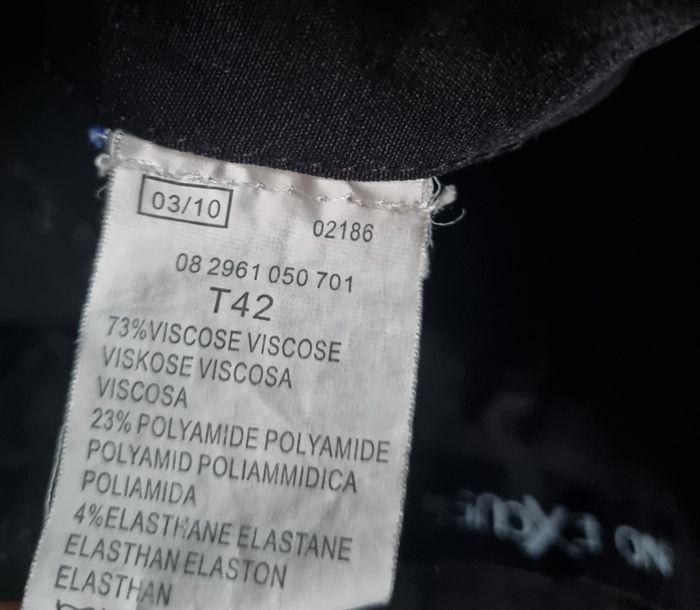 03/10
02186
08 2961 050 701
T42
73%VISCOSE VISCOSE
VISKOSE VISCOSA
VISCOSA
23% POLYAMIDE POLYAMIDE
POLYAMID POLIAMMIDICA
POLIAMIDA
4%ELASTHANE ELASTANE
ELASTHAN ELASTON
ELASTHAN
NO